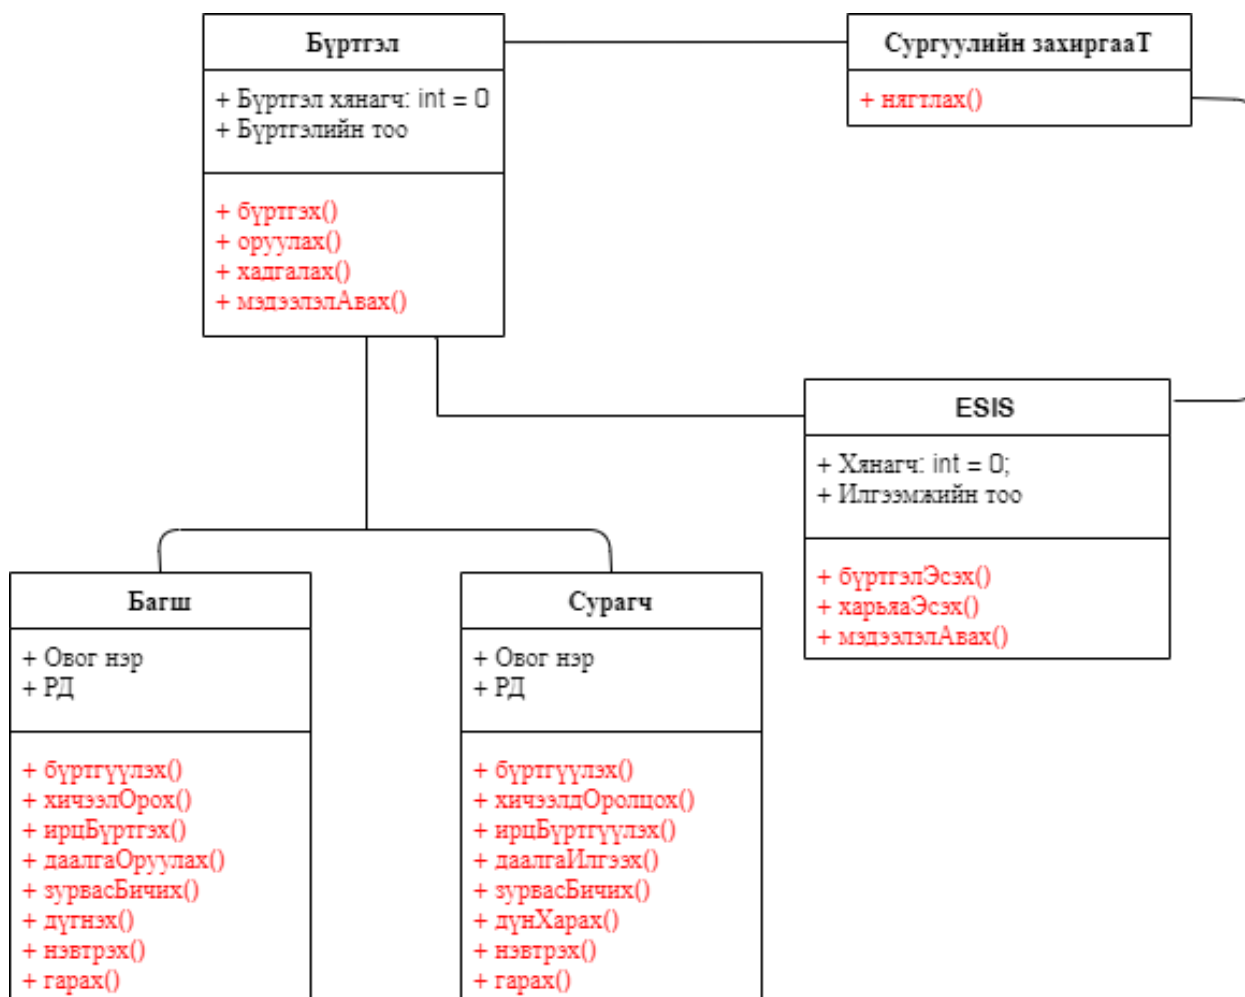 Бүртгэл
+ Бүртгэл хянагч: int = 0
+ Бүртгэлийн тоо
+ бүртгэх()
+ оруулах()
+ хадгалах()
+ мэдээлэлАвах()
Сургуулийн захиргааТ
+ нягтлах()
ESIS
+ Хянагч: int = 0;
+ Илгээмжийн тоо
+ бүртгэлЭсэх()
+ харьяаЭсэх()
+ мэдээлэлАвах()
Багш
+ Овог нэр
+ РД
+ бүртгүүлэх()
+ хичээлОрох()
+ ирцБүртгэх()
+ даалгаОруулах()
+ зурвасБичих()
+ дүгнэх()
+ нэвтрэх()
+ гарах()
Сурагч
+ Овог нэр
+ РД
+ бүртгүүлэх()
+ хичээлдОролцох()
+ ирцБүртгүүлэх()
+ даалгаИлгээх()
+ зурвасБичих()
+ дүнХарах()
+ нэвтрэх()
+ гарах()